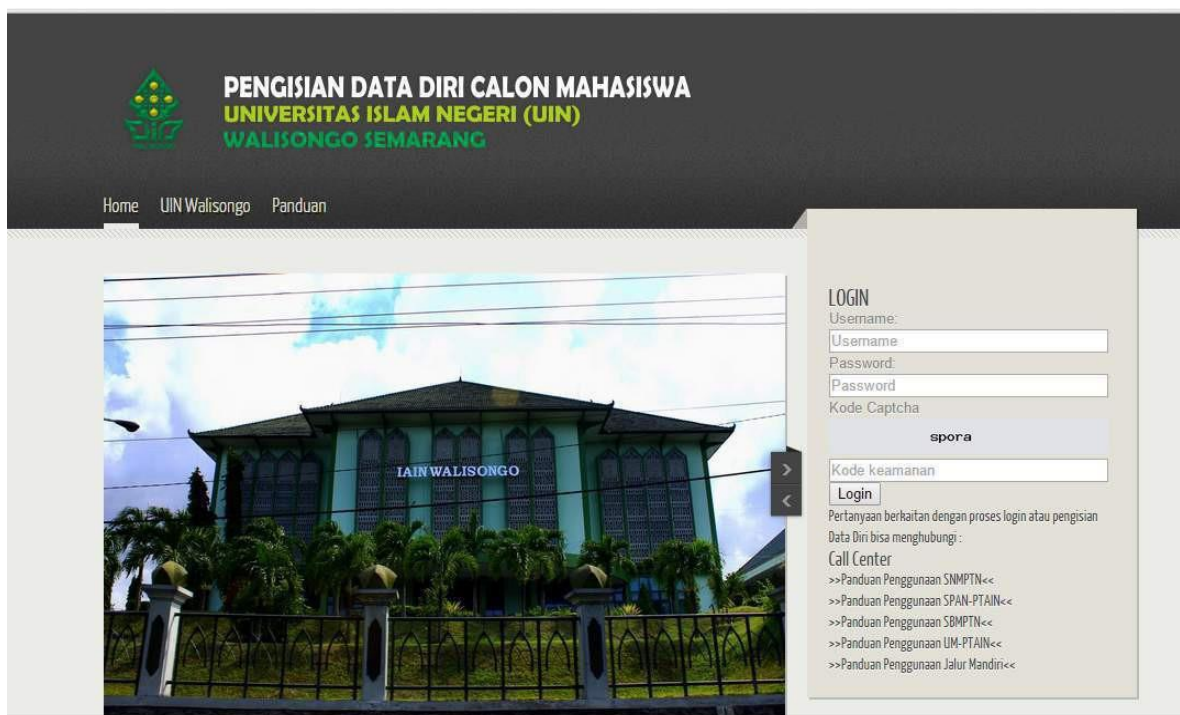 PENGISIAN DATA DIRI CALON MAHASISWA
UNIVERSITAS ISLAM NEGERI (UIN)
WALISONGO SEMARANG
Home UIN Walisongo Panduan
IAIN WALISONGO
LOGIN
Username:
Username
Password:
Password
Kode Captcha
spora
Kode keamanan
Login
Pertanyaan berkaitan dengan proses login atau pengisian
Data Diri bisa menghubungi :
Call Center
>>Panduan Penggunaan SNMPTN<<
>>Panduan Penggunaan SPAN-PTAIN<<
>>Panduan Penggunaan SBMPTN<<
>>Panduan Penggunaan UM-PTAIN<<
>>Panduan Penggunaan Jalur Mandiri<<